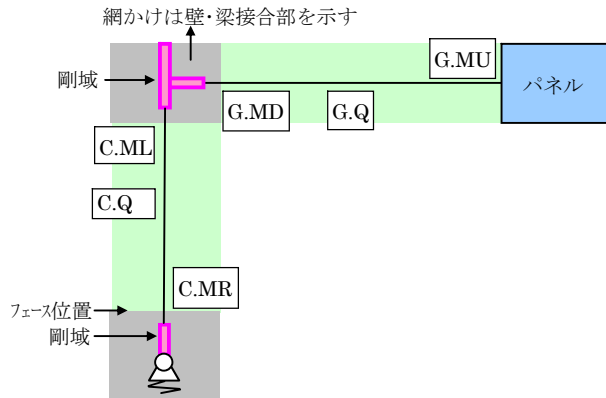 網かけは壁・梁接合部を示す
剛域
G.MU
パネル
G.MD
G.Q
C.ML
C.Q
C.MR
フェース位置
剛域